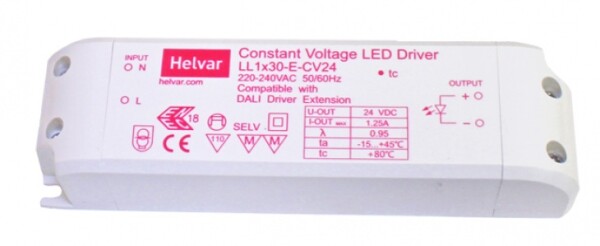 INPUT
N
L
Helvar
helvar.com
Constant Voltage LED Driver
LL1x30-E-CV24
220-240VAC 50/60Hz
Compatible with
DALI Driver Extension
• tc
18
110
SELV
M M
U-OUT 24 VDC
I-OUT MAX 1.25A
λ 0.95
ta -15...+45°C
tc +80°C
OUTPUT
+
-